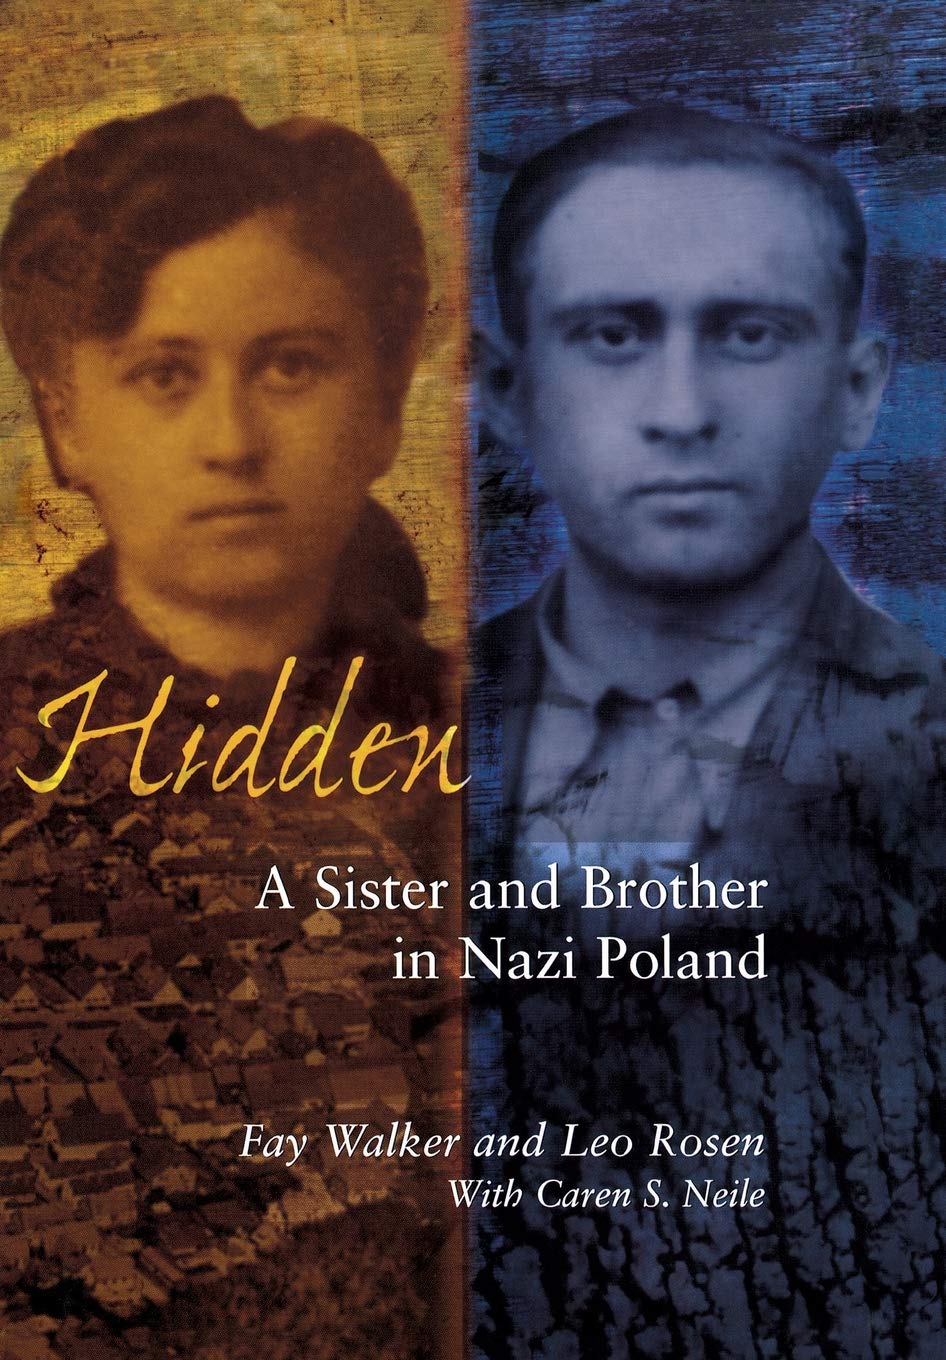 Hidden
A Sister and Brother
in Nazi Poland
Fay Walker and Leo Rosen
With Caren S. Neile